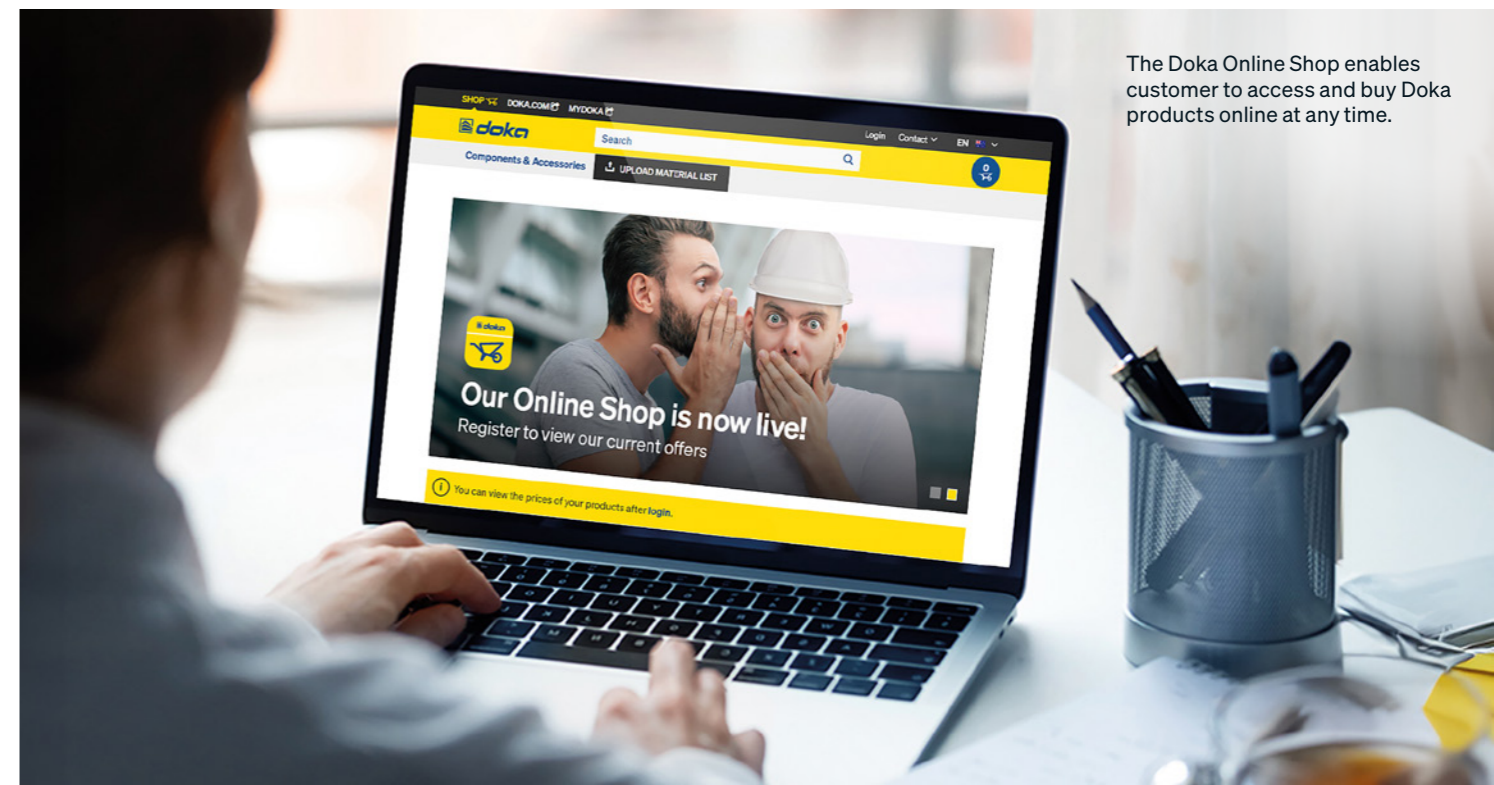 The Doka Online Shop enables
customer to access and buy Doka
products online at any time.
SHOP DOKA.COM MYDOKA
Login Contact EN
doka
Search
0
Components & Accessories
UPLOAD MATERIAL LIST
doka
Our Online Shop is now live!
Register to view our current offers
You can view the prices of your products after login.